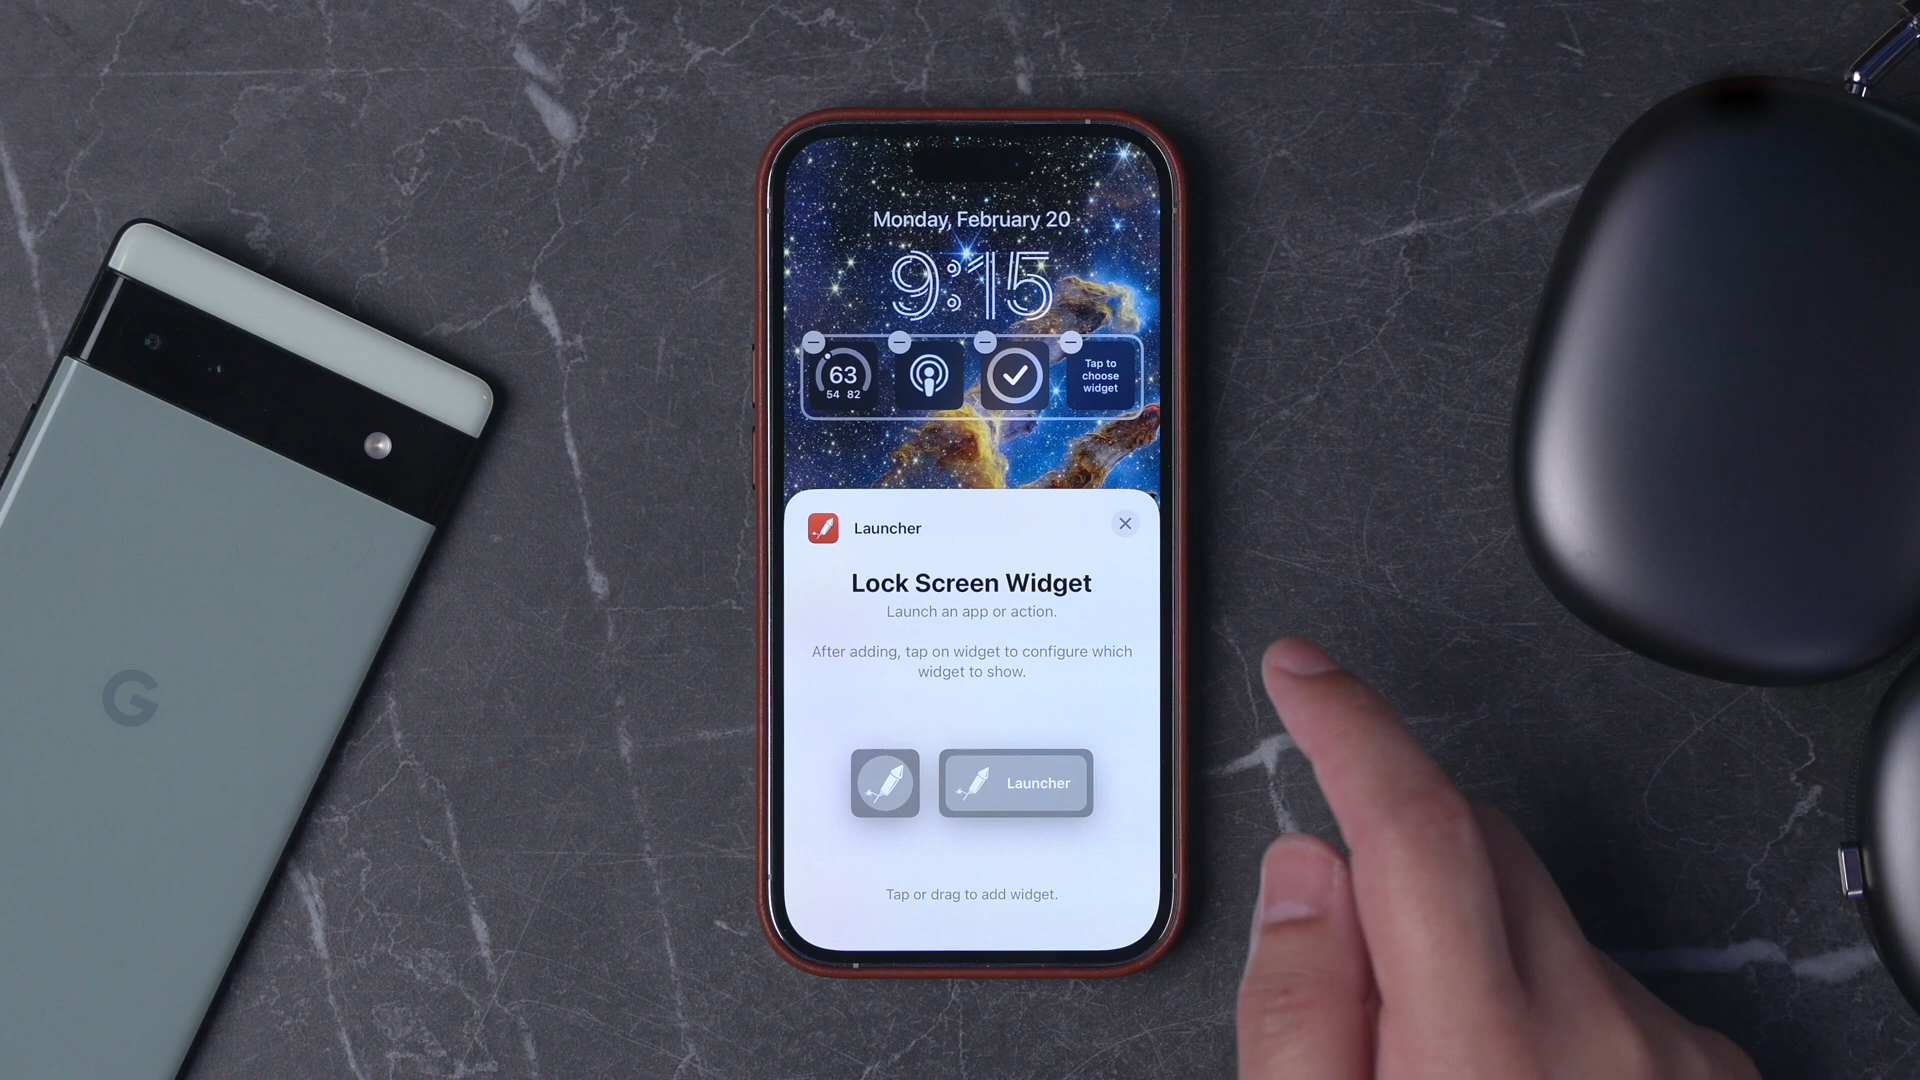 Monday, February 20
9:15
63
54 82
Tap to
choose
widget
Launcher
Lock Screen Widget
Launch an app or action.
After adding, tap on widget to configure which
widget to show.
Launcher
Tap or drag to add widget.
G